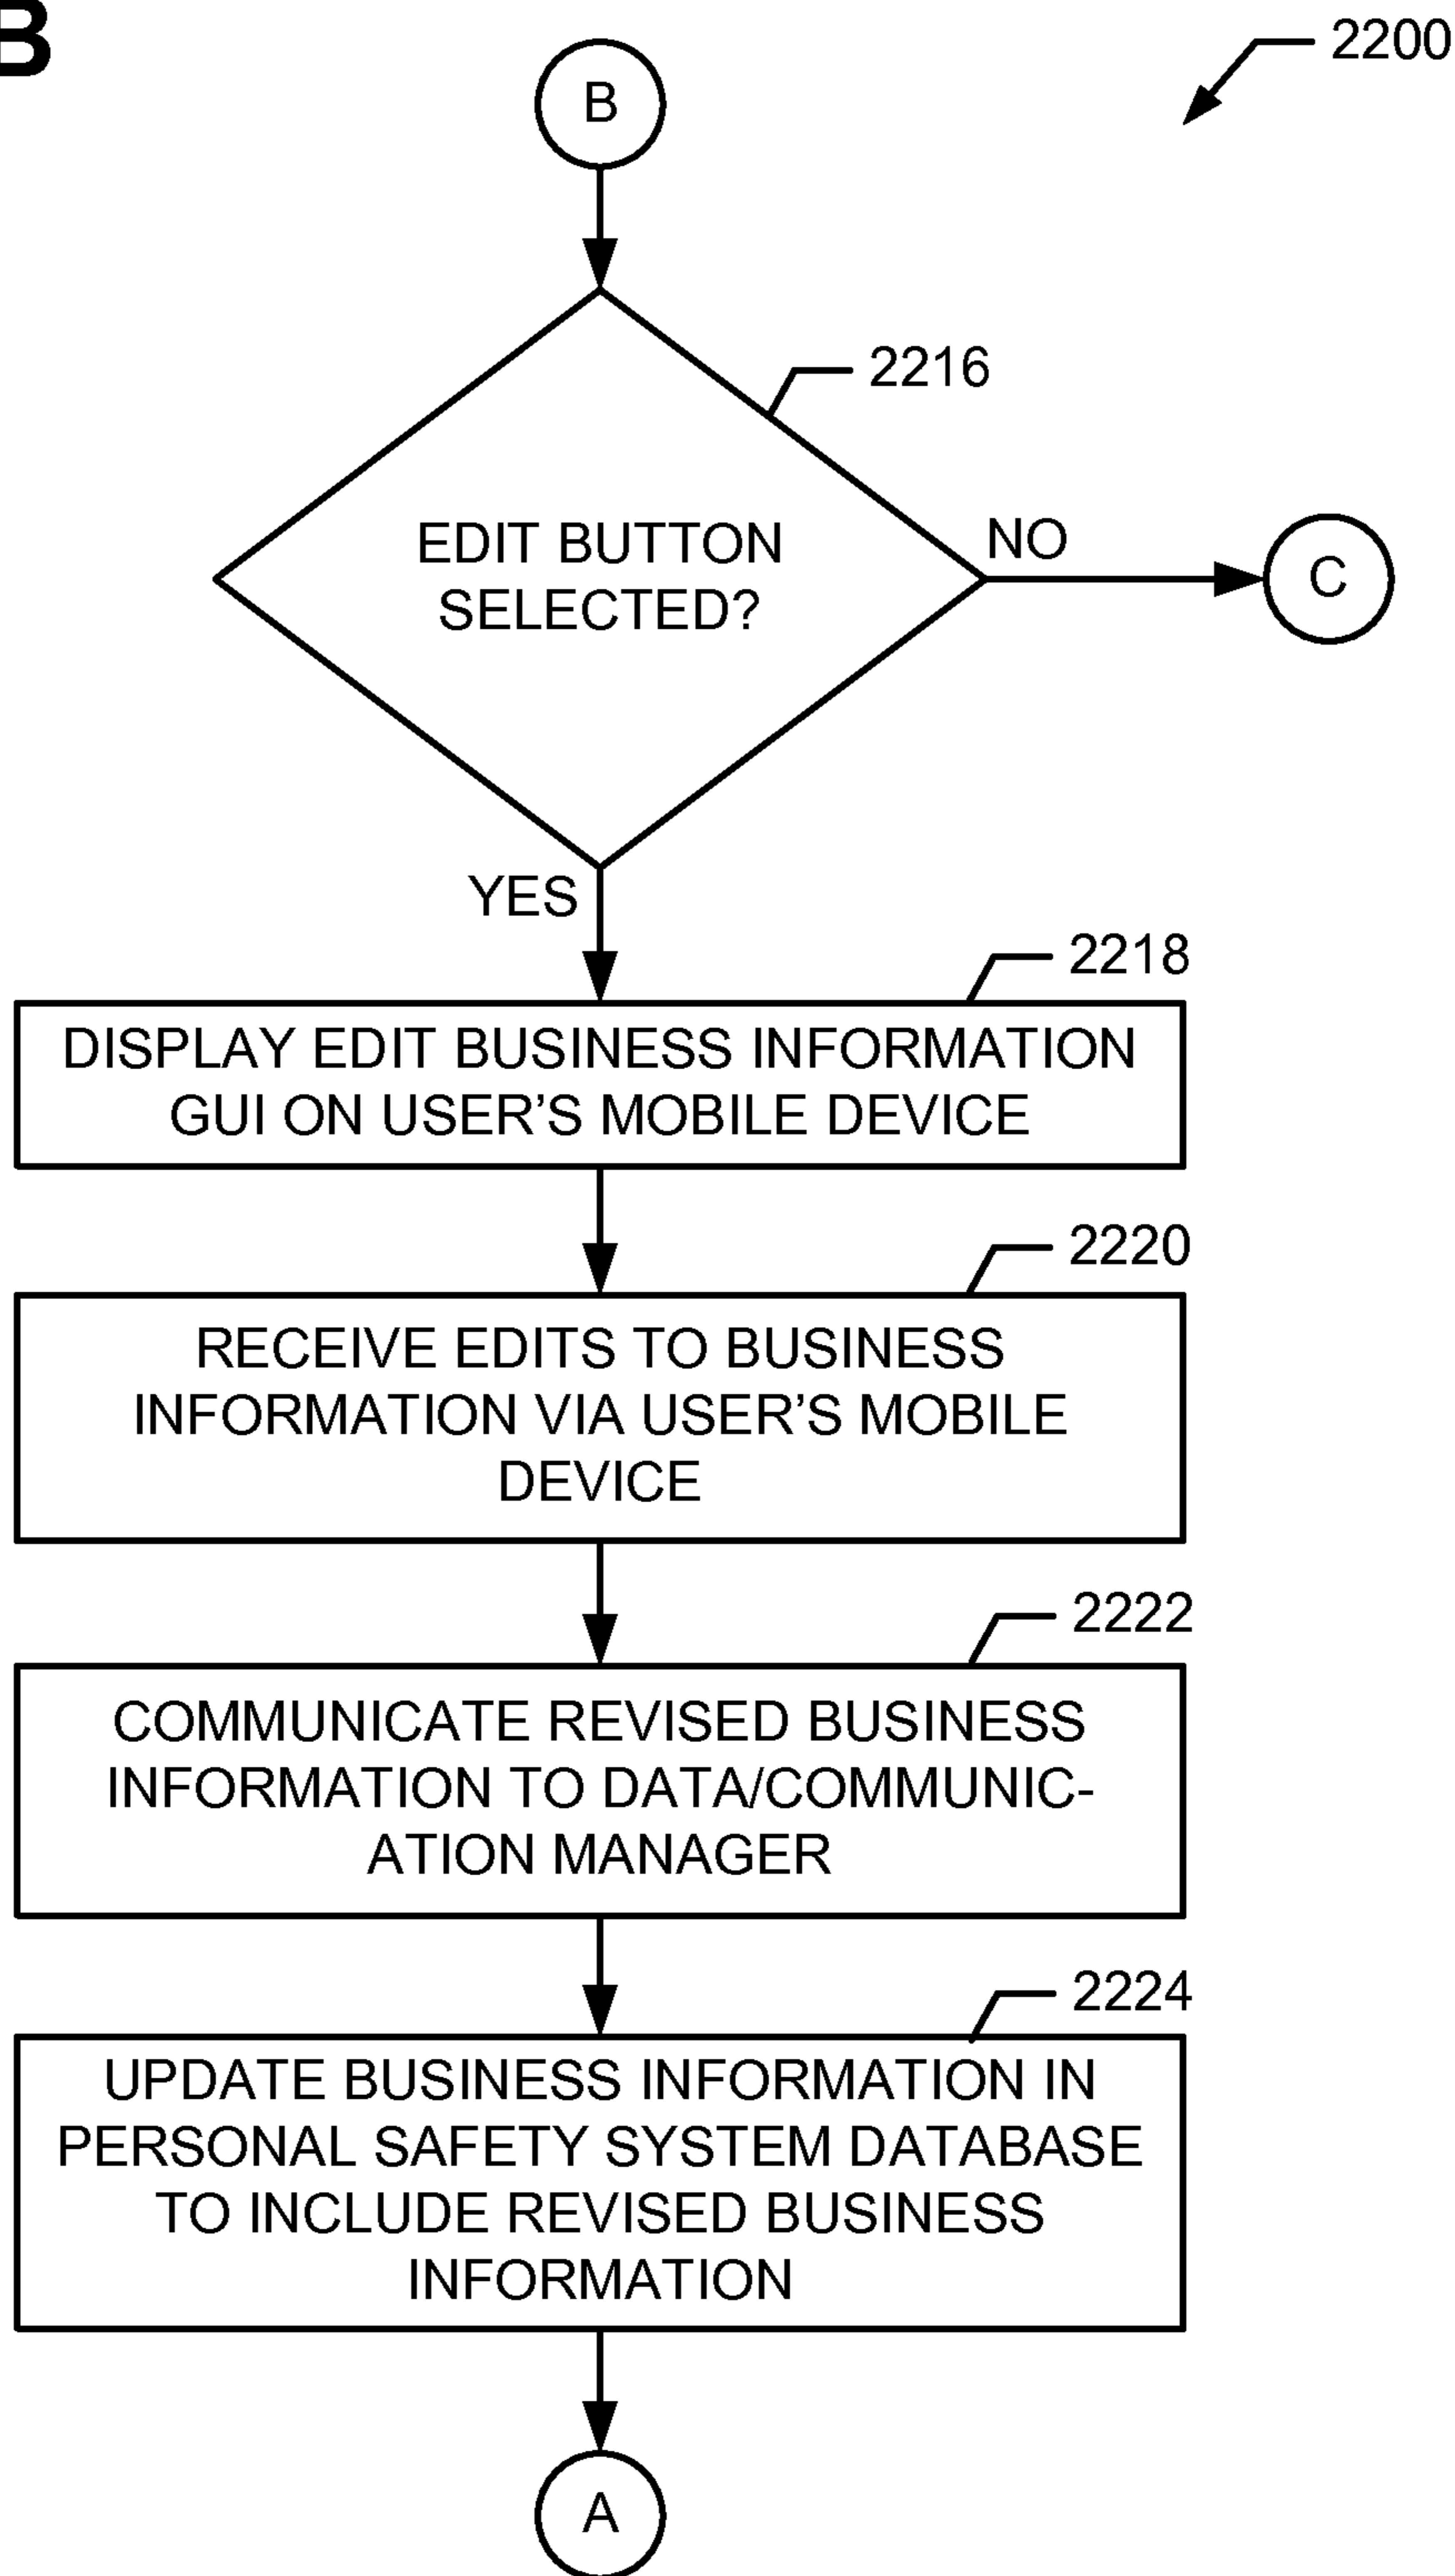 B
2200
B
2216
EDIT BUTTON
SELECTED?
NO
C
YES
2218
DISPLAY EDIT BUSINESS INFORMATION
GUI ON USER’S MOBILE DEVICE
2220
RECEIVE EDITS TO BUSINESS
INFORMATION VIA USER’S MOBILE
DEVICE
2222
COMMUNICATE REVISED BUSINESS
INFORMATION TO DATA/COMMUNIC-
ATION MANAGER
2224
UPDATE BUSINESS INFORMATION IN
PERSONAL SAFETY SYSTEM DATABASE
TO INCLUDE REVISED BUSINESS
INFORMATION
A